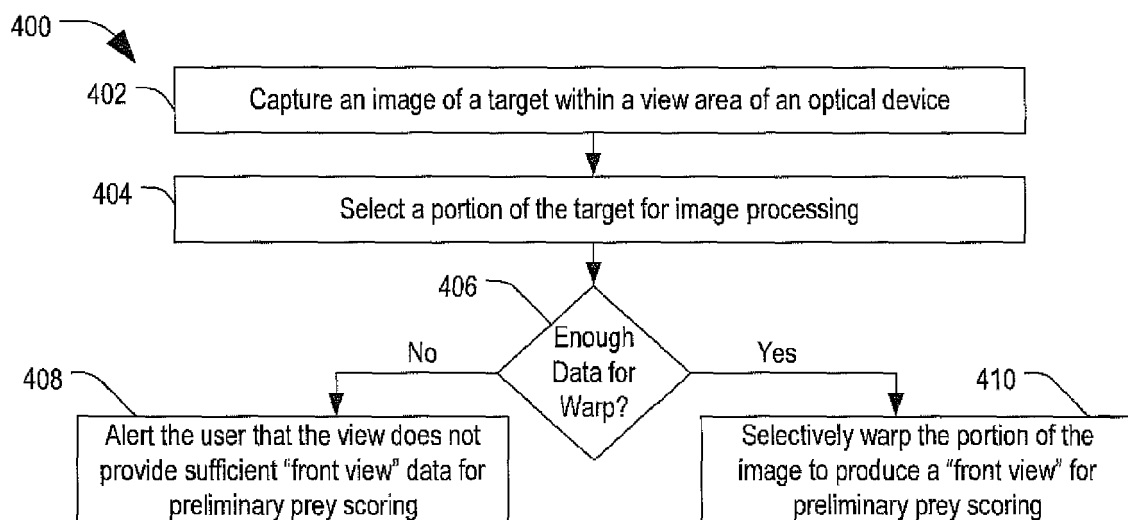 400
402
Capture an image of a target within a view area of an optical device
404
Select a portion of the target for image processing
406
Enough
Data for
Warp?
No
Yes
408
Alert the user that the view does not
provide sufficient “front view” data for
preliminary prey scoring
410
Selectively warp the portion of the
image to produce a “front view” for
preliminary prey scoring